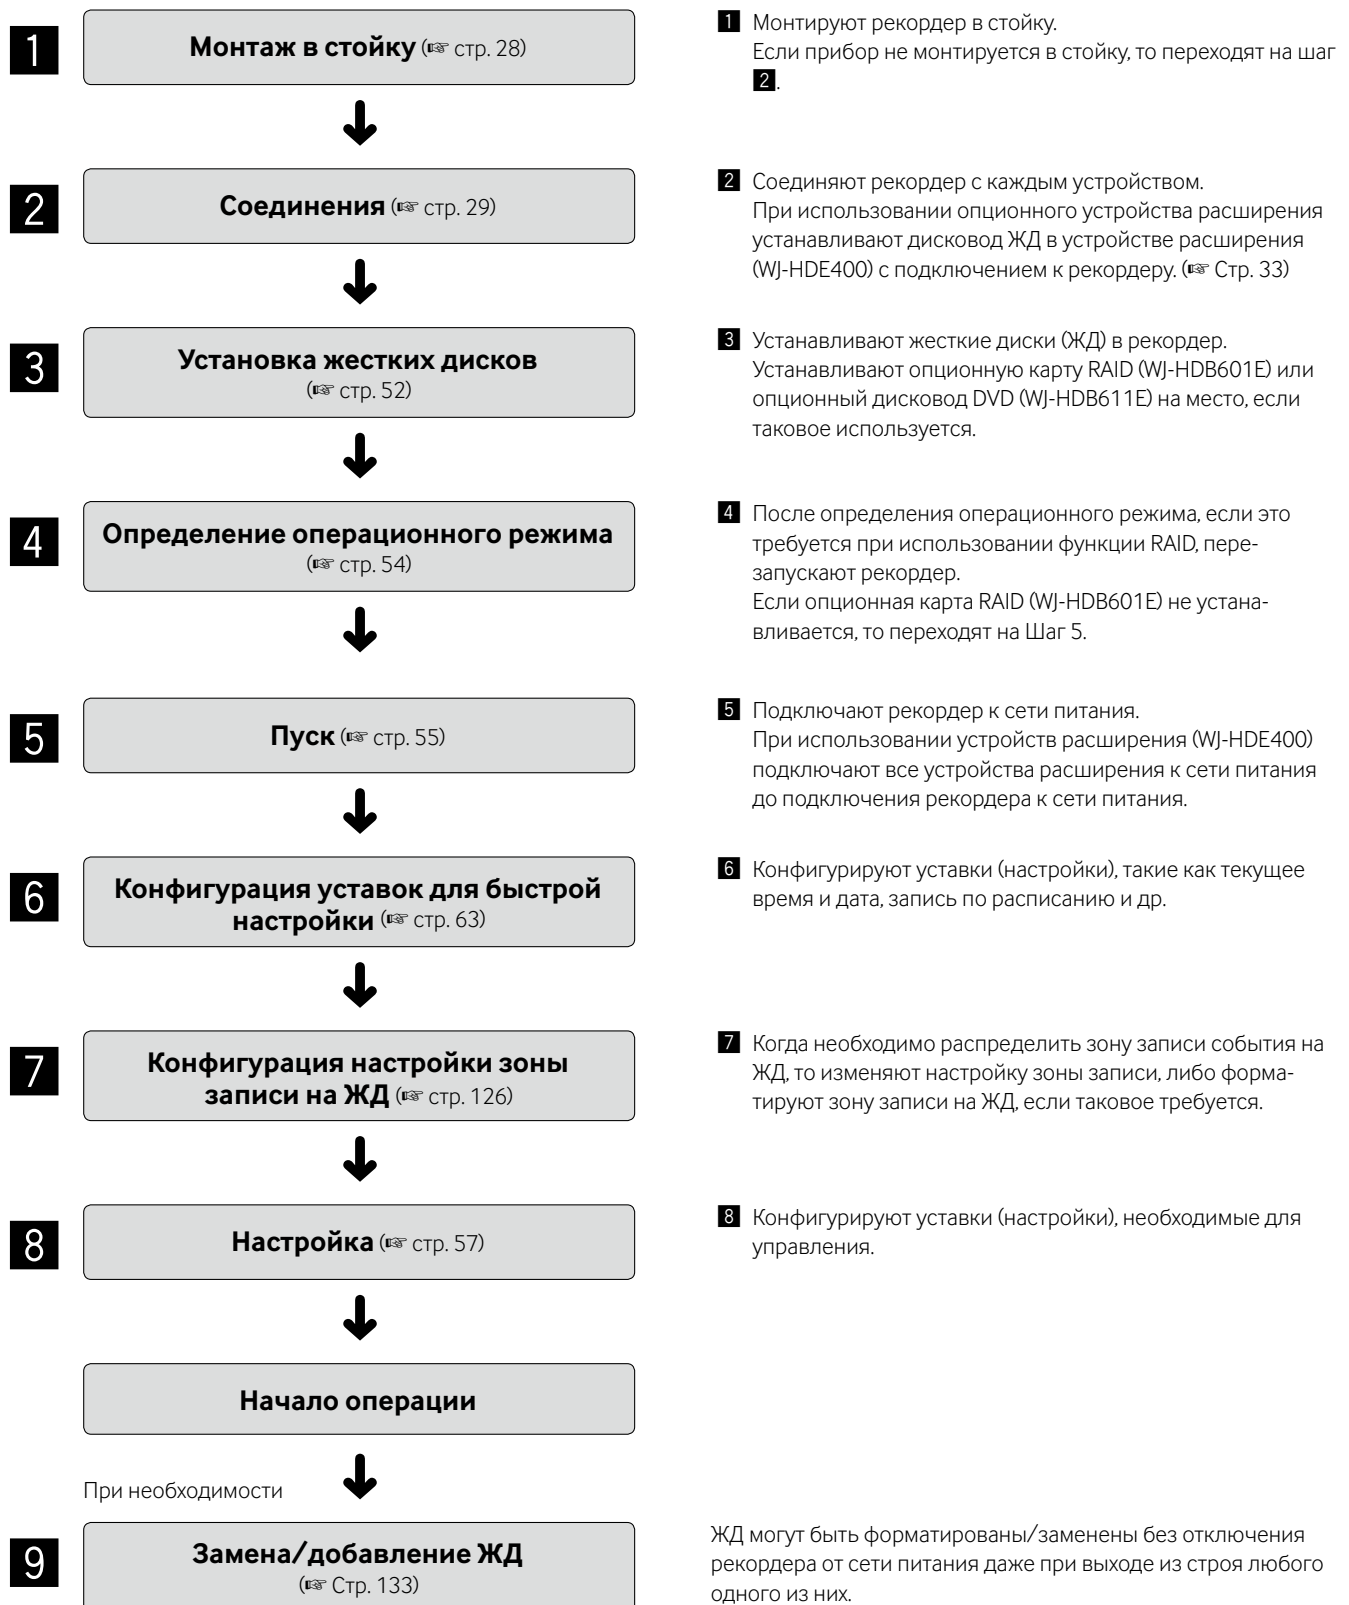 1
Монтаж в стойку (☞ стр. 28)
1 Монтируют рекордер в стойку.
Если прибор не монтируется в стойку, то переходят на шаг
2.
2
Соединения (☞ стр. 29)
2 Соединяют рекордер с каждым устройством.
При использовании опционного устройства расширения
устанавливают дисковод ЖД в устройстве расширения
(WJ-HDE400) с подключением к рекордеру. (☞ Стр. 33)
3
Установка жестких дисков
(☞ стр. 52)
3 Устанавливают жесткие диски (ЖД) в рекордер.
Устанавливают опционную карту RAID (WJ-HDB601E) или
опционный дисковод DVD (WJ-HDB611E) на место, если
таковое используется.
4
Определение операционного режима
(☞ стр. 54)
4 После определения операционного режима, если это
требуется при использовании функции RAID, пере-
запускают рекордер.
Если опционная карта RAID (WJ-HDB601E) не устана-
вливается, то переходят на Шаг 5.
5
Пуск (☞ стр. 55)
5 Подключают рекордер к сети питания.
При использовании устройств расширения (WJ-HDE400)
подключают все устройства расширения к сети питания
до подключения рекордера к сети питания.
6
Конфигурация уставок для быстрой
настройки (☞ стр. 63)
6 Конфигурируют уставки (настройки), такие как текущее
время и дата, запись по расписанию и др.
7
Конфигурация настройки зоны
записи на ЖД (☞ стр. 126)
7 Когда необходимо распределить зону записи события на
ЖД, то изменяют настройку зоны записи, либо форма-
тируют зону записи на ЖД, если таковое требуется.
8
Настройка (☞ стр. 57)
8 Конфигурируют уставки (настройки), необходимые для
управления.
Начало операции
При необходимости
9
Замена/добавление ЖД
(☞ Стр. 133)
ЖД могут быть форматированы/заменены без отключения
рекордера от сети питания даже при выходе из строя любого
одного из них.